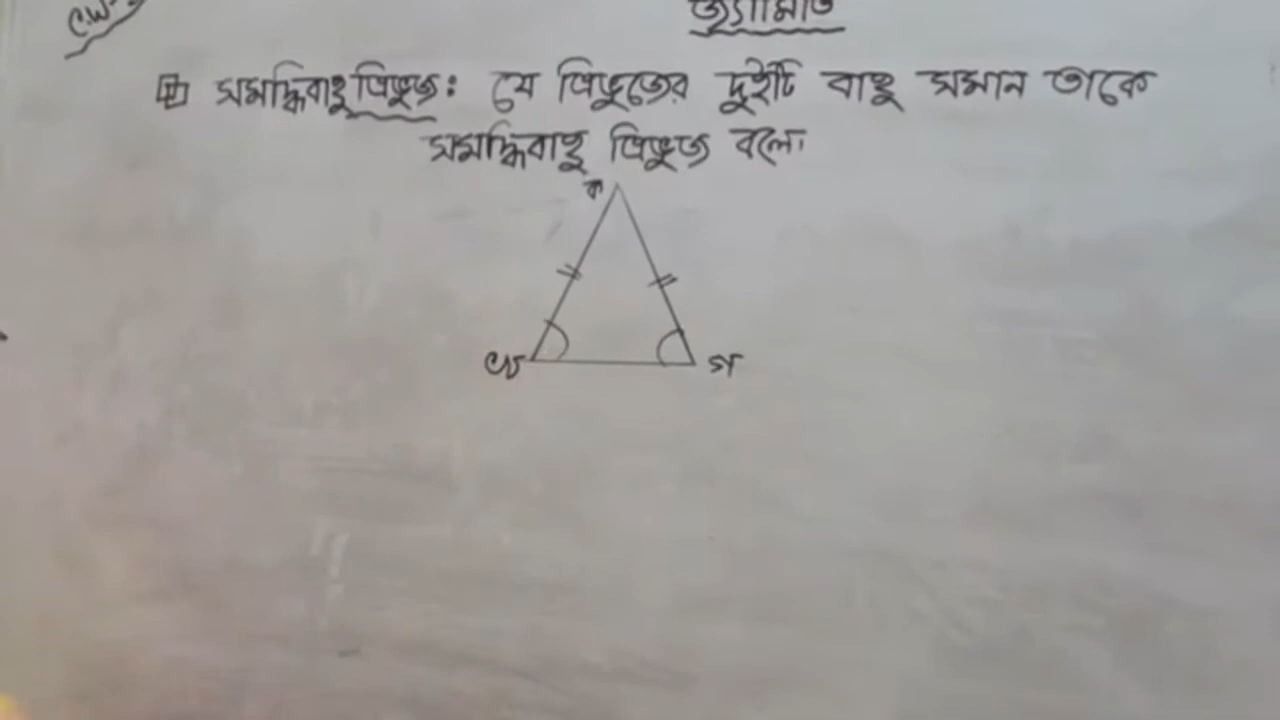 C.W
জ্যামিতি
সমদ্বিবাহু ত্রিভুজ : যে ত্রিভুজের দুইটি বাহু সমান তাকে
সমদ্বিবাহু ত্রিভুজ বলে।
ক
খ
গ